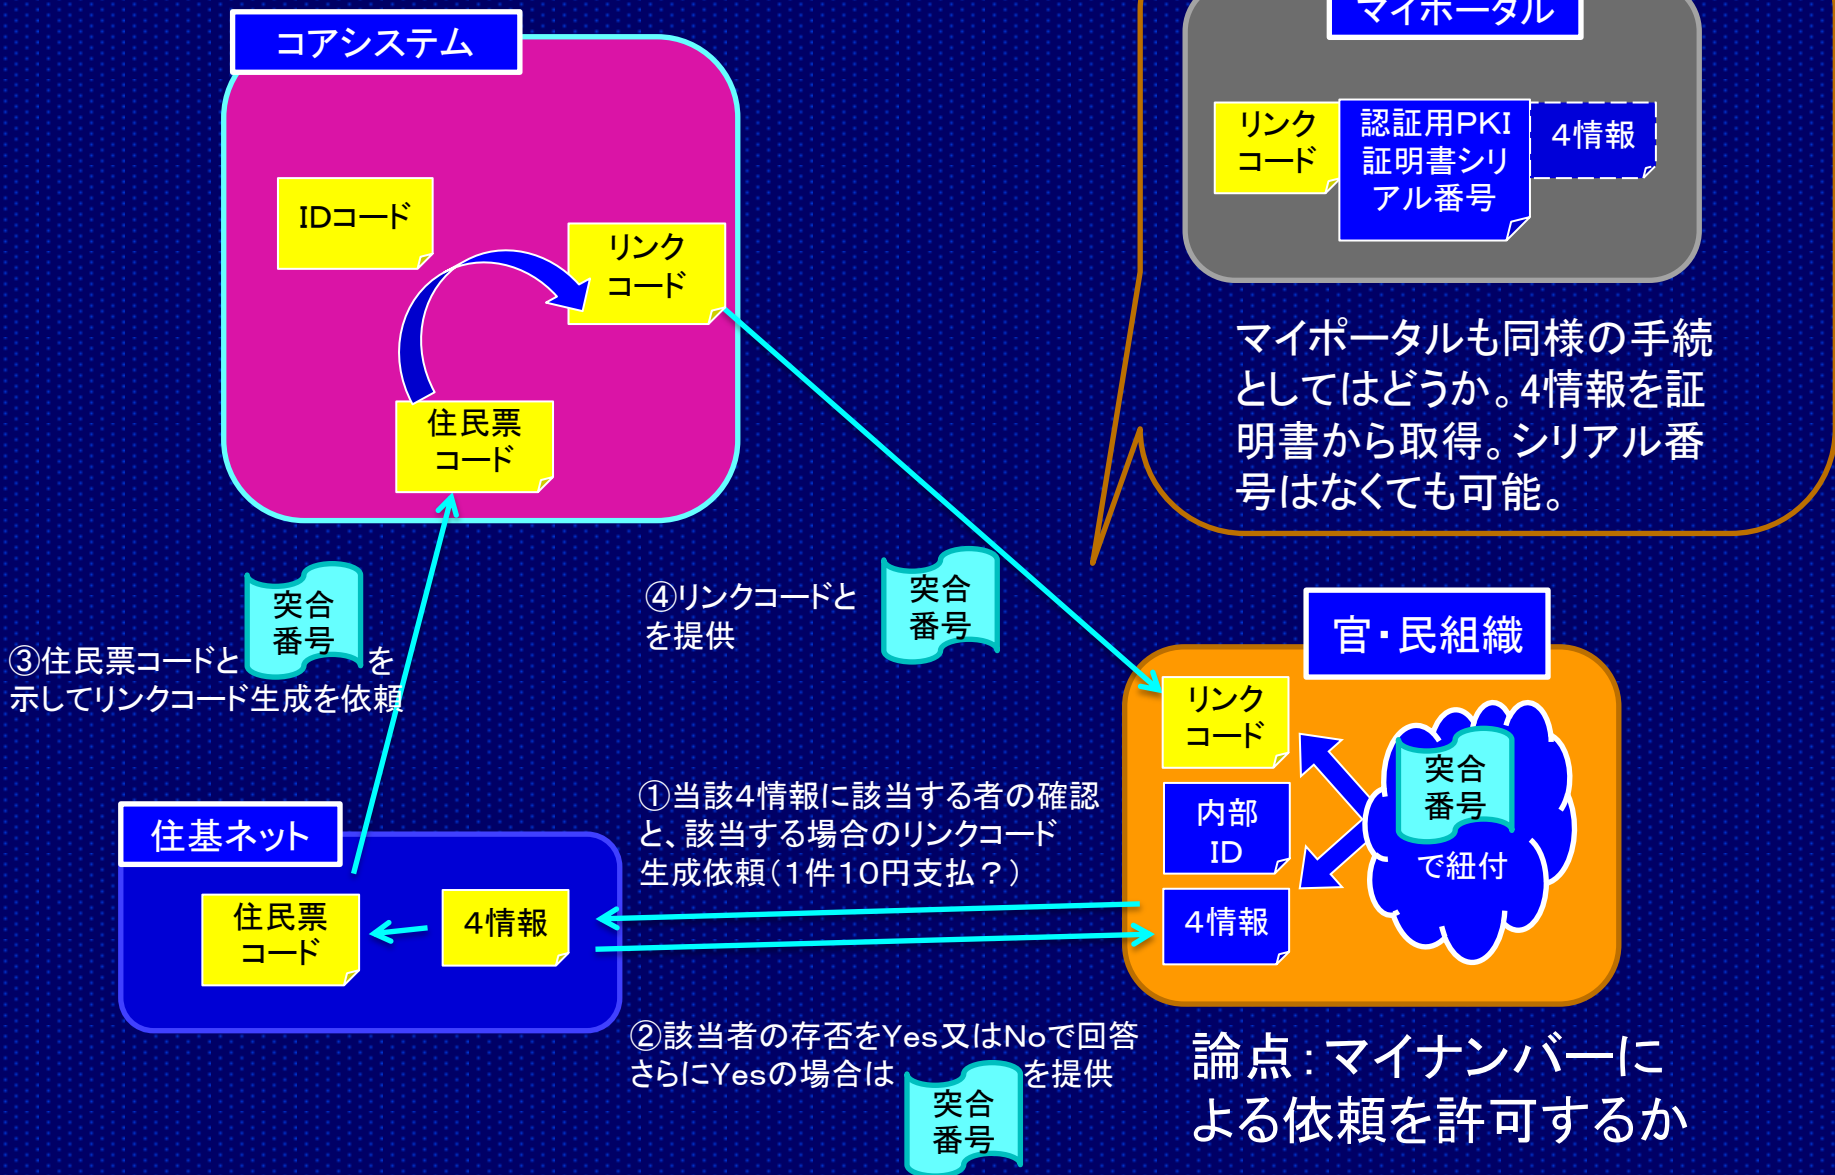 コアシステム
IDコード
リンク
コード
住民票
コード
マイポータル
リンク
コード
認証用PKI
証明書シリ
アル番号
4情報
マイポータルも同様の手続
としてはどうか。4情報を証
明書から取得。シリアル番
号はなくても可能。
突合
番号
③住民票コードと を
示してリンクコード生成を依頼
④リンクコードと
を提供
突合
番号
官・民組織
リンク
コード
内部
ID
4情報
突合
番号
で紐付
①当該4情報に該当する者の確認
と、該当する場合のリンクコード
生成依頼(1件10円支払?)
住基ネット
住民票
コード
4情報
②該当者の存否をYes又はNoで回答
さらにYesの場合は を提供
突合
番号
論点:マイナンバーに
よる依頼を許可するか